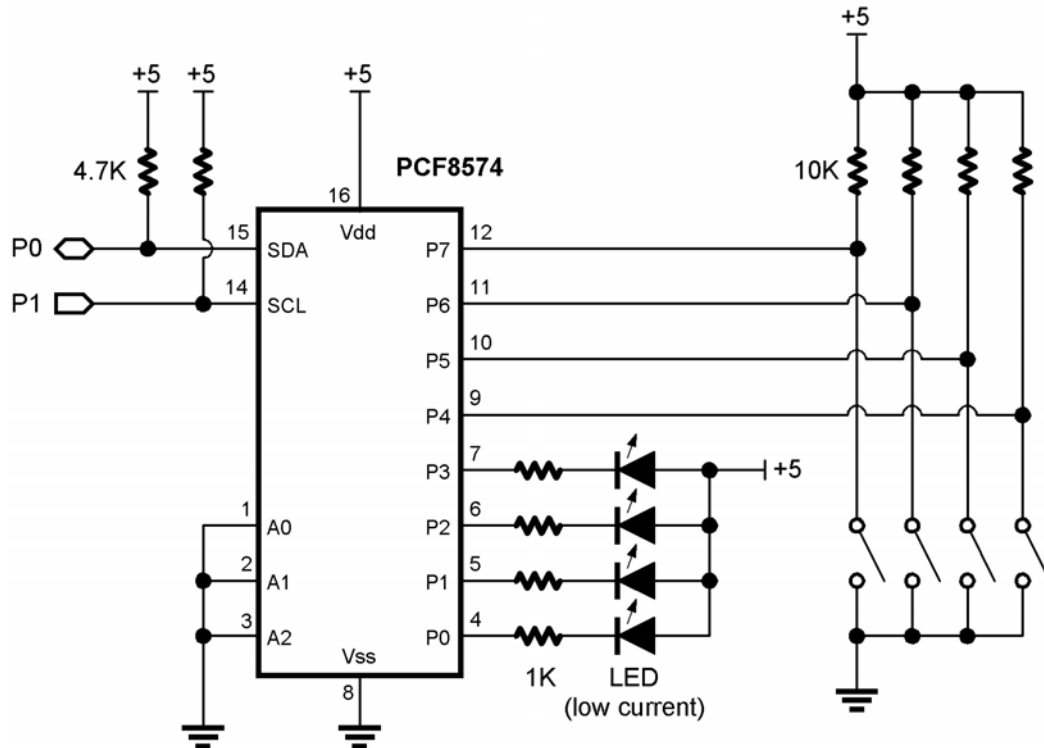 +5
+5 +5 +5
4.7K
PCF8574
10K
16
Vdd
P0 15 SDA P7 12
P1 14 SCL P6 11
P5 10
P4 9
P3 7 +5
1 A0 P2 6
2 A1 P1 5
3 A2 P0 4
Vss
8
1K LED
(low current)